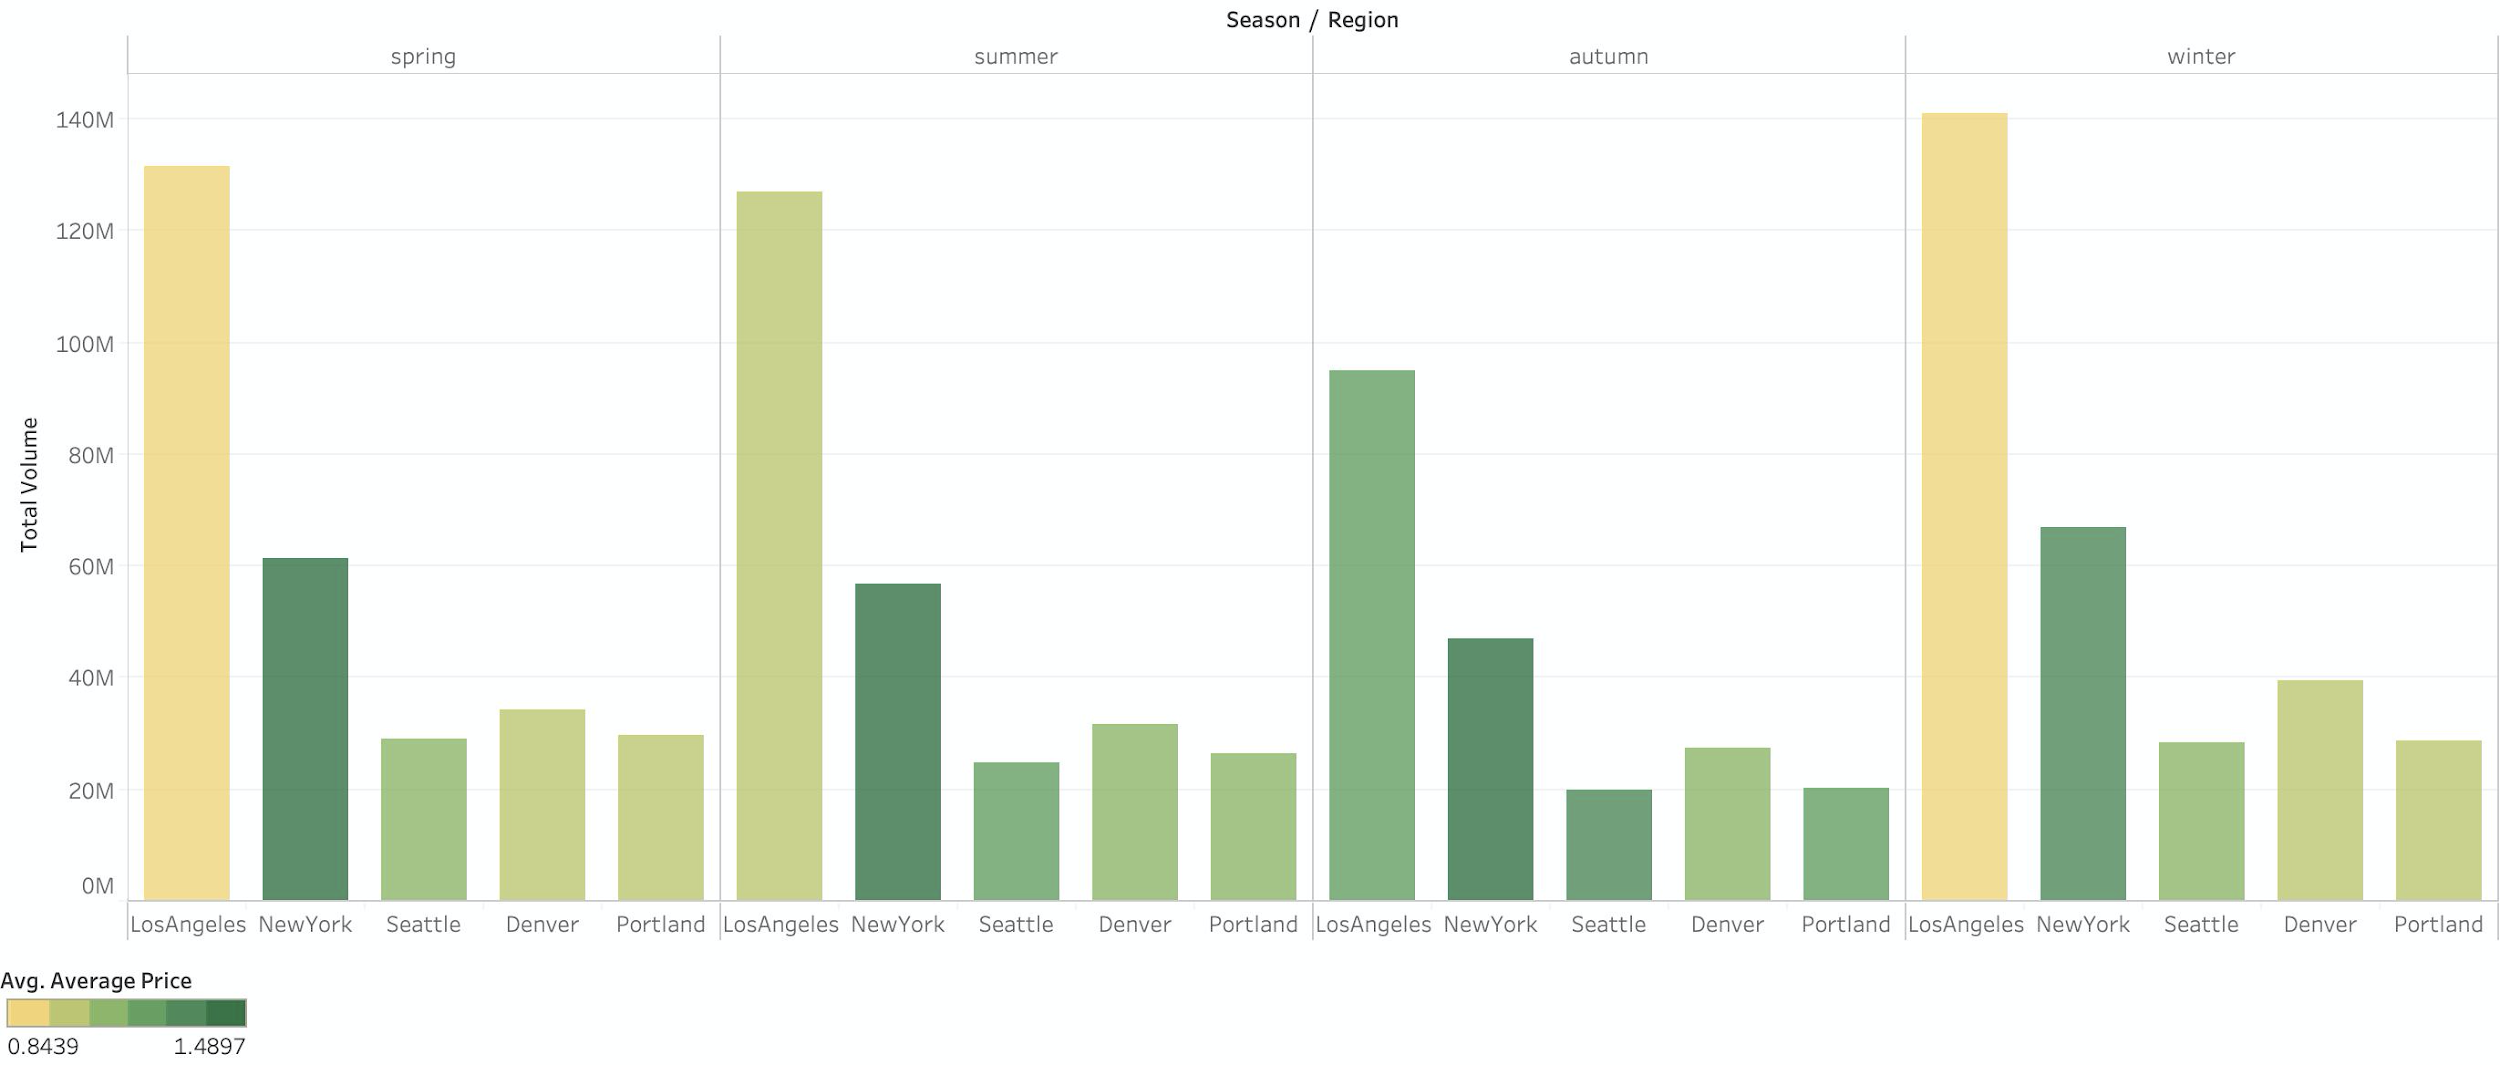 Season / Region
spring summer autumn winter
140M
120M
100M
80M
60M
40M
20M
0M
Total Volume
LosAngeles NewYork Seattle Denver Portland LosAngeles NewYork Seattle Denver Portland LosAngeles NewYork Seattle Denver Portland LosAngeles NewYork Seattle Denver Portland
Avg. Average Price
0.8439 1.4897